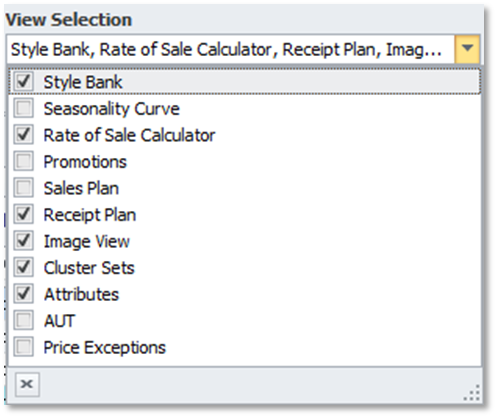 View Selection
Style Bank, Rate of Sale Calculator, Receipt Plan, Imag...
Style Bank
Seasonality Curve
Rate of Sale Calculator
Promotions
Sales Plan
Receipt Plan
Image View
Cluster Sets
Attributes
AUT
Price Exceptions